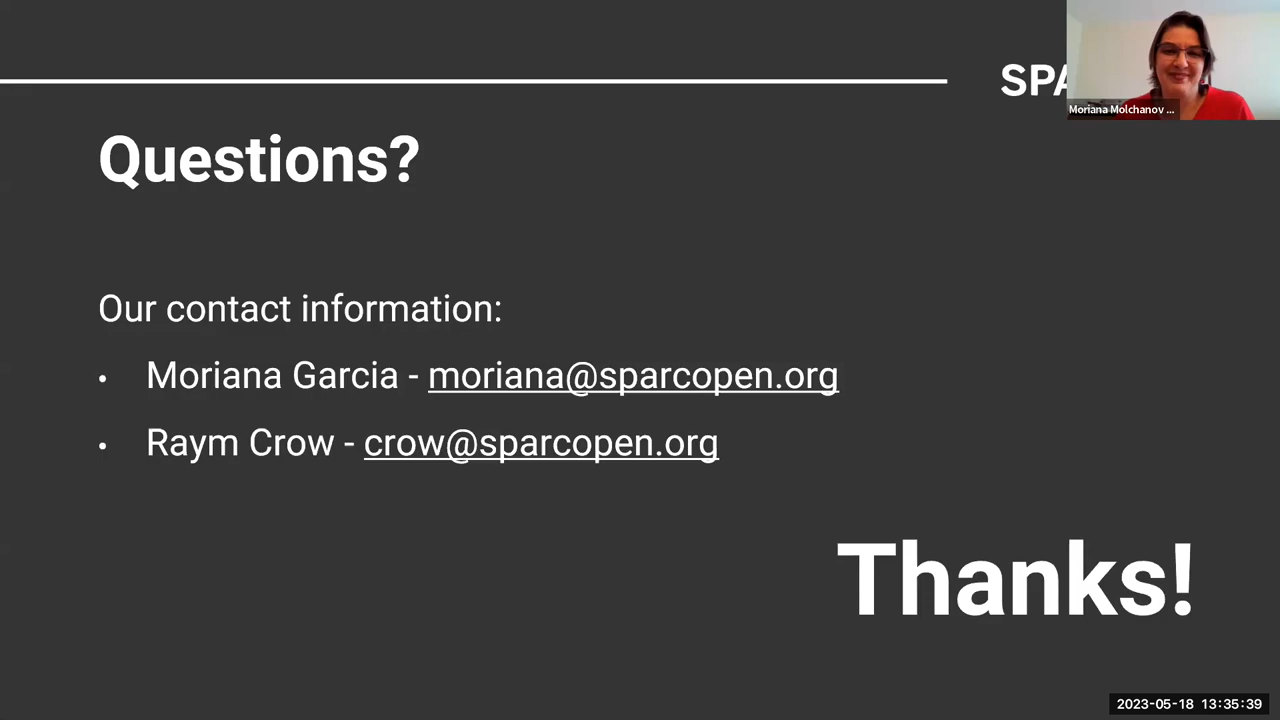 Moriana Molchanov ...
Questions?
Our contact information:
• Moriana Garcia - moriana@sparcopen.org
• Raym Crow - crow@sparcopen.org
Thanks!
2023-05-18 13:35:39